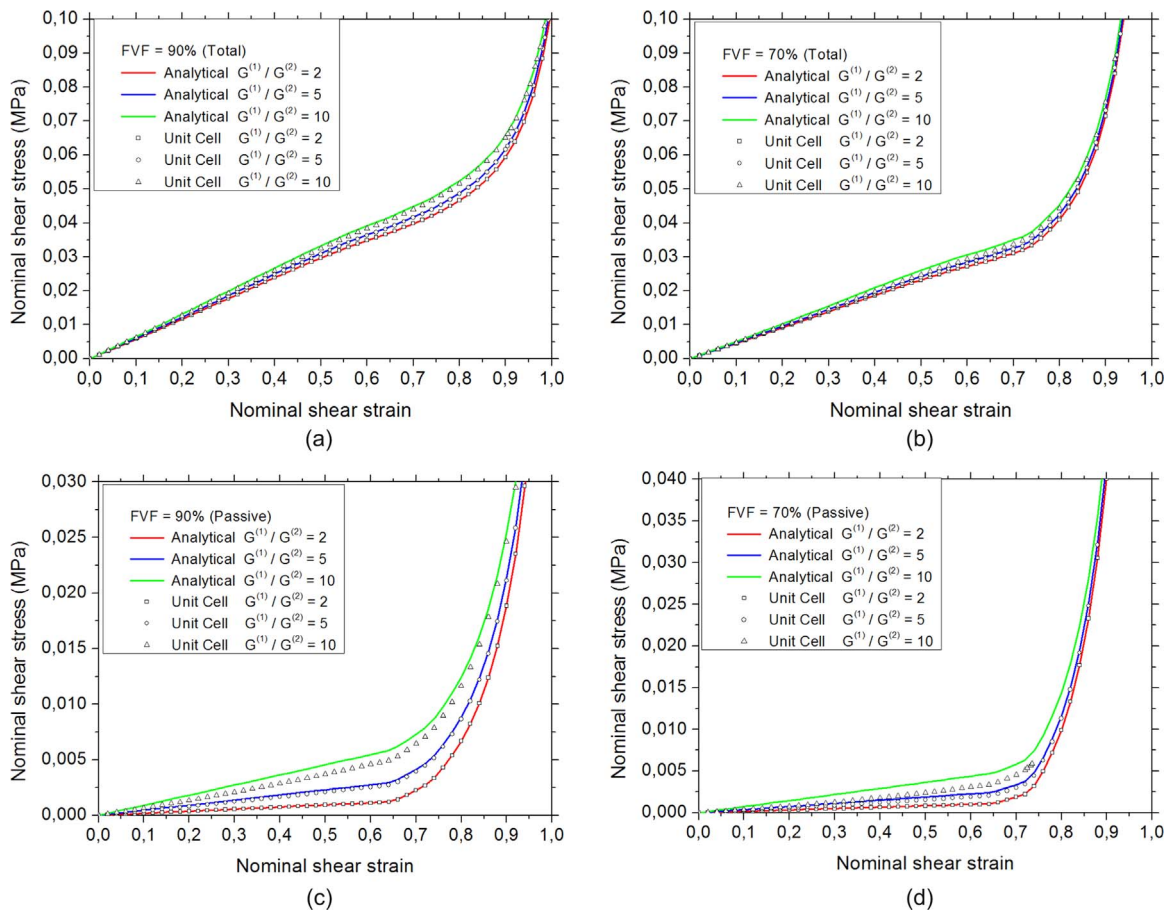 FVF = 90% (Total)
Analytical G(1) / G(2) = 2
Analytical G(1) / G(2) = 5
Analytical G(1) / G(2) = 10
Unit Cell G(1) / G(2) = 2
Unit Cell G(1) / G(2) = 5
Unit Cell G(1) / G(2) = 10
Nominal shear stress (MPa)
0,10
0,09
0,08
0,07
0,06
0,05
0,04
0,03
0,02
0,01
0,00
0,0 0,1 0,2 0,3 0,4 0,5 0,6 0,7 0,8 0,9 1,0
Nominal shear strain
(a)
FVF = 70% (Total)
Analytical G(1) / G(2) = 2
Analytical G(1) / G(2) = 5
Analytical G(1) / G(2) = 10
Unit Cell G(1) / G(2) = 2
Unit Cell G(1) / G(2) = 5
Unit Cell G(1) / G(2) = 10
Nominal shear stress (MPa)
0,10
0,09
0,08
0,07
0,06
0,05
0,04
0,03
0,02
0,01
0,00
0,0 0,1 0,2 0,3 0,4 0,5 0,6 0,7 0,8 0,9 1,0
Nominal shear strain
(b)
FVF = 90% (Passive)
Analytical G(1) / G(2) = 2
Analytical G(1) / G(2) = 5
Analytical G(1) / G(2) = 10
Unit Cell G(1) / G(2) = 2
Unit Cell G(1) / G(2) = 5
Unit Cell G(1) / G(2) = 10
Nominal shear stress (MPa)
0,030
0,025
0,020
0,015
0,010
0,005
0,000
0,0 0,1 0,2 0,3 0,4 0,5 0,6 0,7 0,8 0,9 1,0
Nominal shear strain
(c)
FVF = 70% (Passive)
Analytical G(1) / G(2) = 2
Analytical G(1) / G(2) = 5
Analytical G(1) / G(2) = 10
Unit Cell G(1) / G(2) = 2
Unit Cell G(1) / G(2) = 5
Unit Cell G(1) / G(2) = 10
Nominal shear stress (MPa)
0,040
0,035
0,030
0,025
0,020
0,015
0,010
0,005
0,000
0,0 0,1 0,2 0,3 0,4 0,5 0,6 0,7 0,8 0,9 1,0
Nominal shear strain
(d)